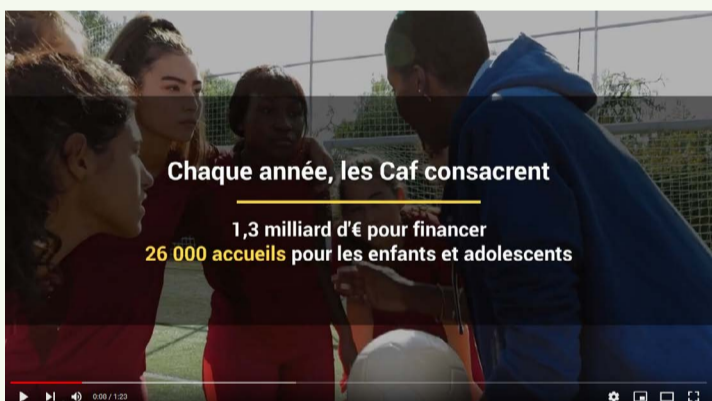 Chaque année, les Caf consacrent
1,3 milliard d'€ pour financer
26 000 accueils pour les enfants et adolescents
0:00 / 1:23